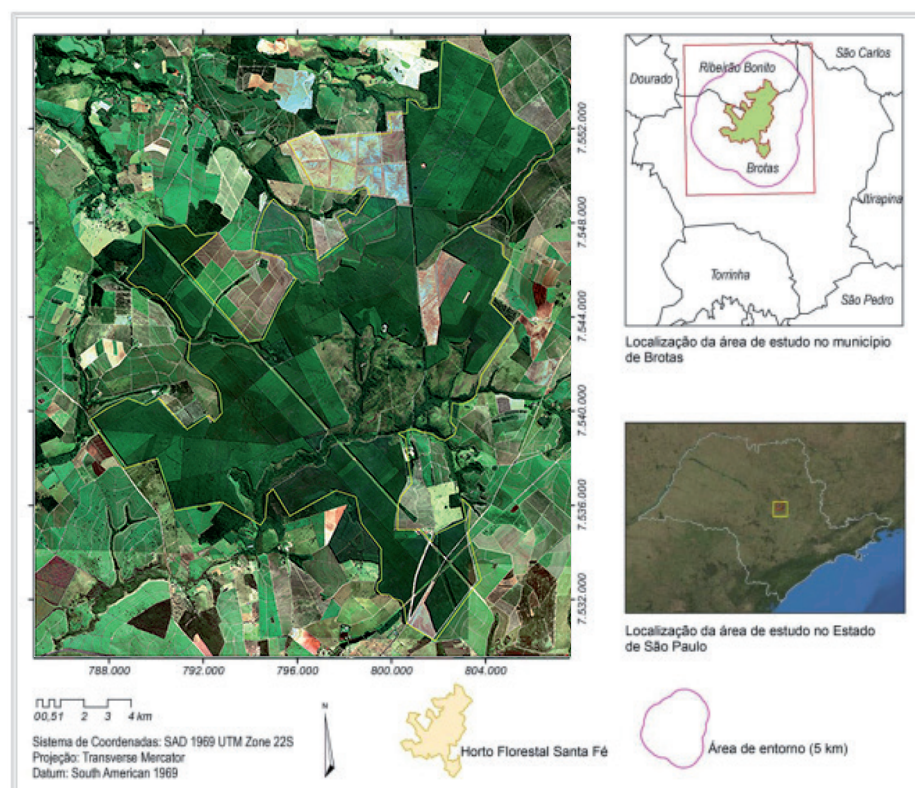 São Carlos
Ribeirão Bonito
Dourado
Brotas
Itirapina
Torrinha
São Pedro
7.552.000
7.548.000
7.544.000
7.540.000
7.536.000
7.532.000
Localização da área de estudo no município
de Brotas
Localização da área de estudo no Estado
de São Paulo
788.000 792.000 796.000 800.000 804.000
00,51 2 3 4 km
Sistema de Coordenadas: SAD 1969 UTM Zone 22S
Projeção: Transverse Mercator
Datum: South American 1969
N
Horto Florestal Santa Fé
Área de entorno (5 km)